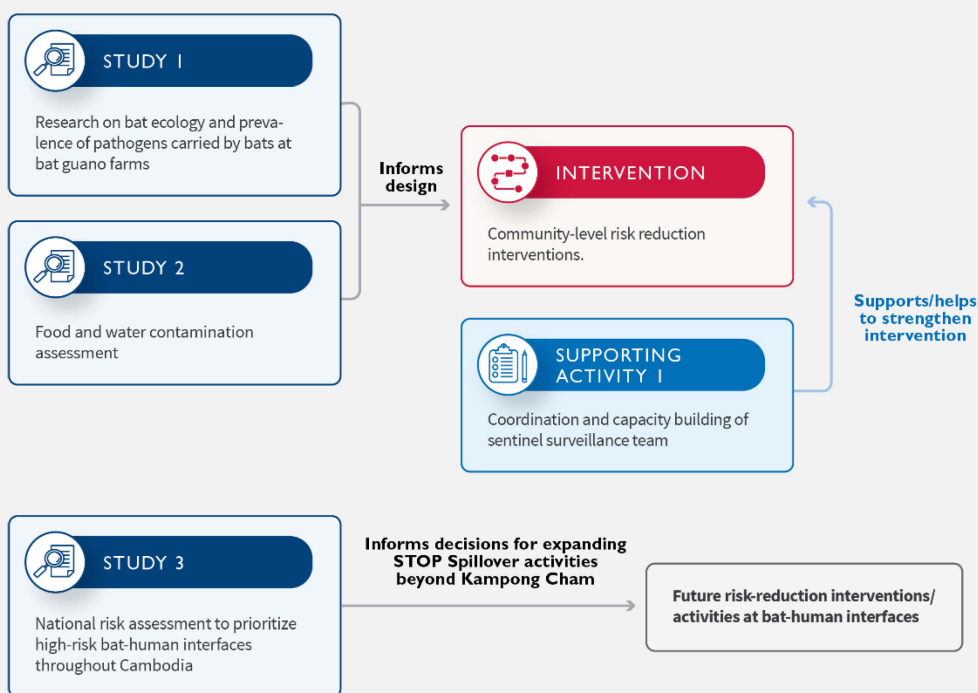 STUDY 1
Research on bat ecology and preva-
lence of pathogens carried by bats at
bat guano farms
STUDY 2
Food and water contamination
assessment
Informs
design
INTERVENTION
Community-level risk reduction
interventions.
SUPPORTING
ACTIVITY 1
Coordination and capacity building of
sentinel surveillance team
Supports/helps
to strengthen
intervention
STUDY 3
National risk assessment to prioritize
high-risk bat-human interfaces
throughout Cambodia
Informs decisions for expanding
STOP Spillover activities
beyond Kampong Cham
Future risk-reduction interventions/
activities at bat-human interfaces